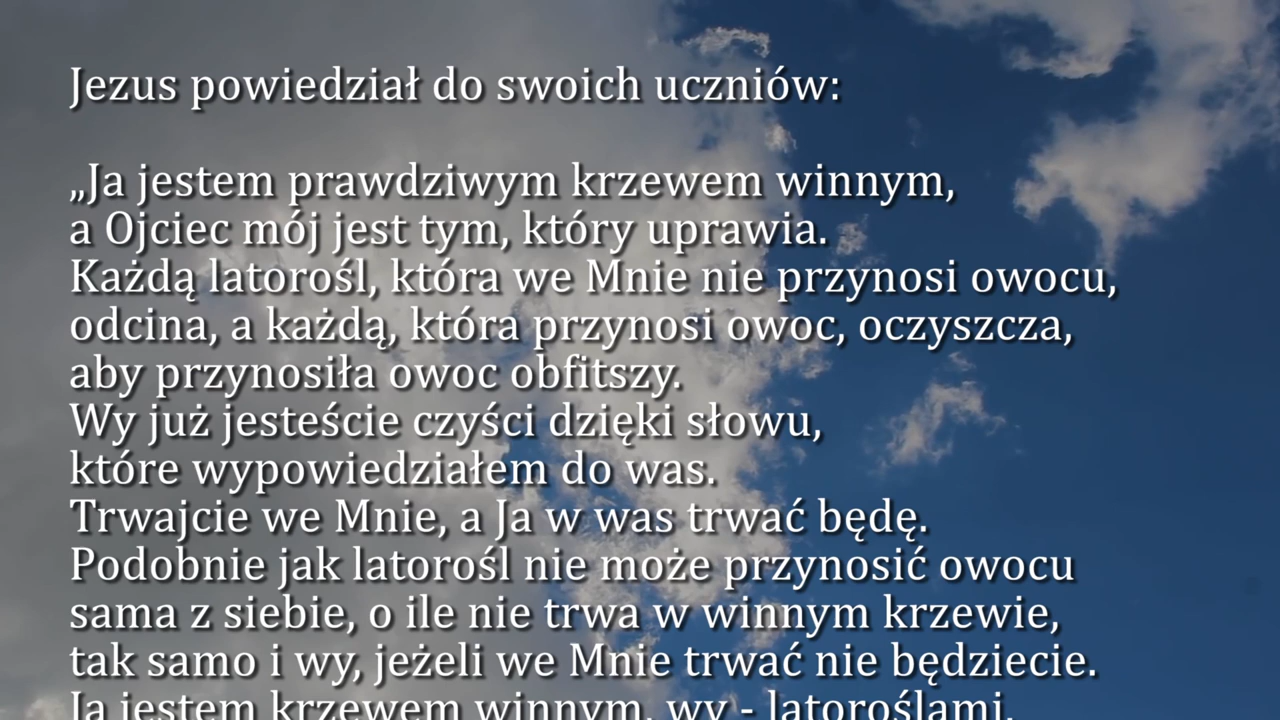 Jezus powiedział do swoich uczniów:
„Ja jestem prawdziwym krzewem winnym,
a Ojciec mój jest tym, który uprawia.
Każdą latorośl, która we Mnie nie przynosi owocu,
odcina, a każdą, która przynosi owoc, oczyszcza,
aby przynosiła owoc obfitszy.
Wy już jesteście czyści dzięki słowu,
które wypowiedziałem do was.
Trwajcie we Mnie, a Ja w was trwać będę.
Podobnie jak latorośl nie może przynosić owocu
sama z siebie, o ile nie trwa w winnym krzewie,
tak samo i wy, jeżeli we Mnie trwać nie będziecie.
Ja jestem krzewem winnym, wy - latoroślami.